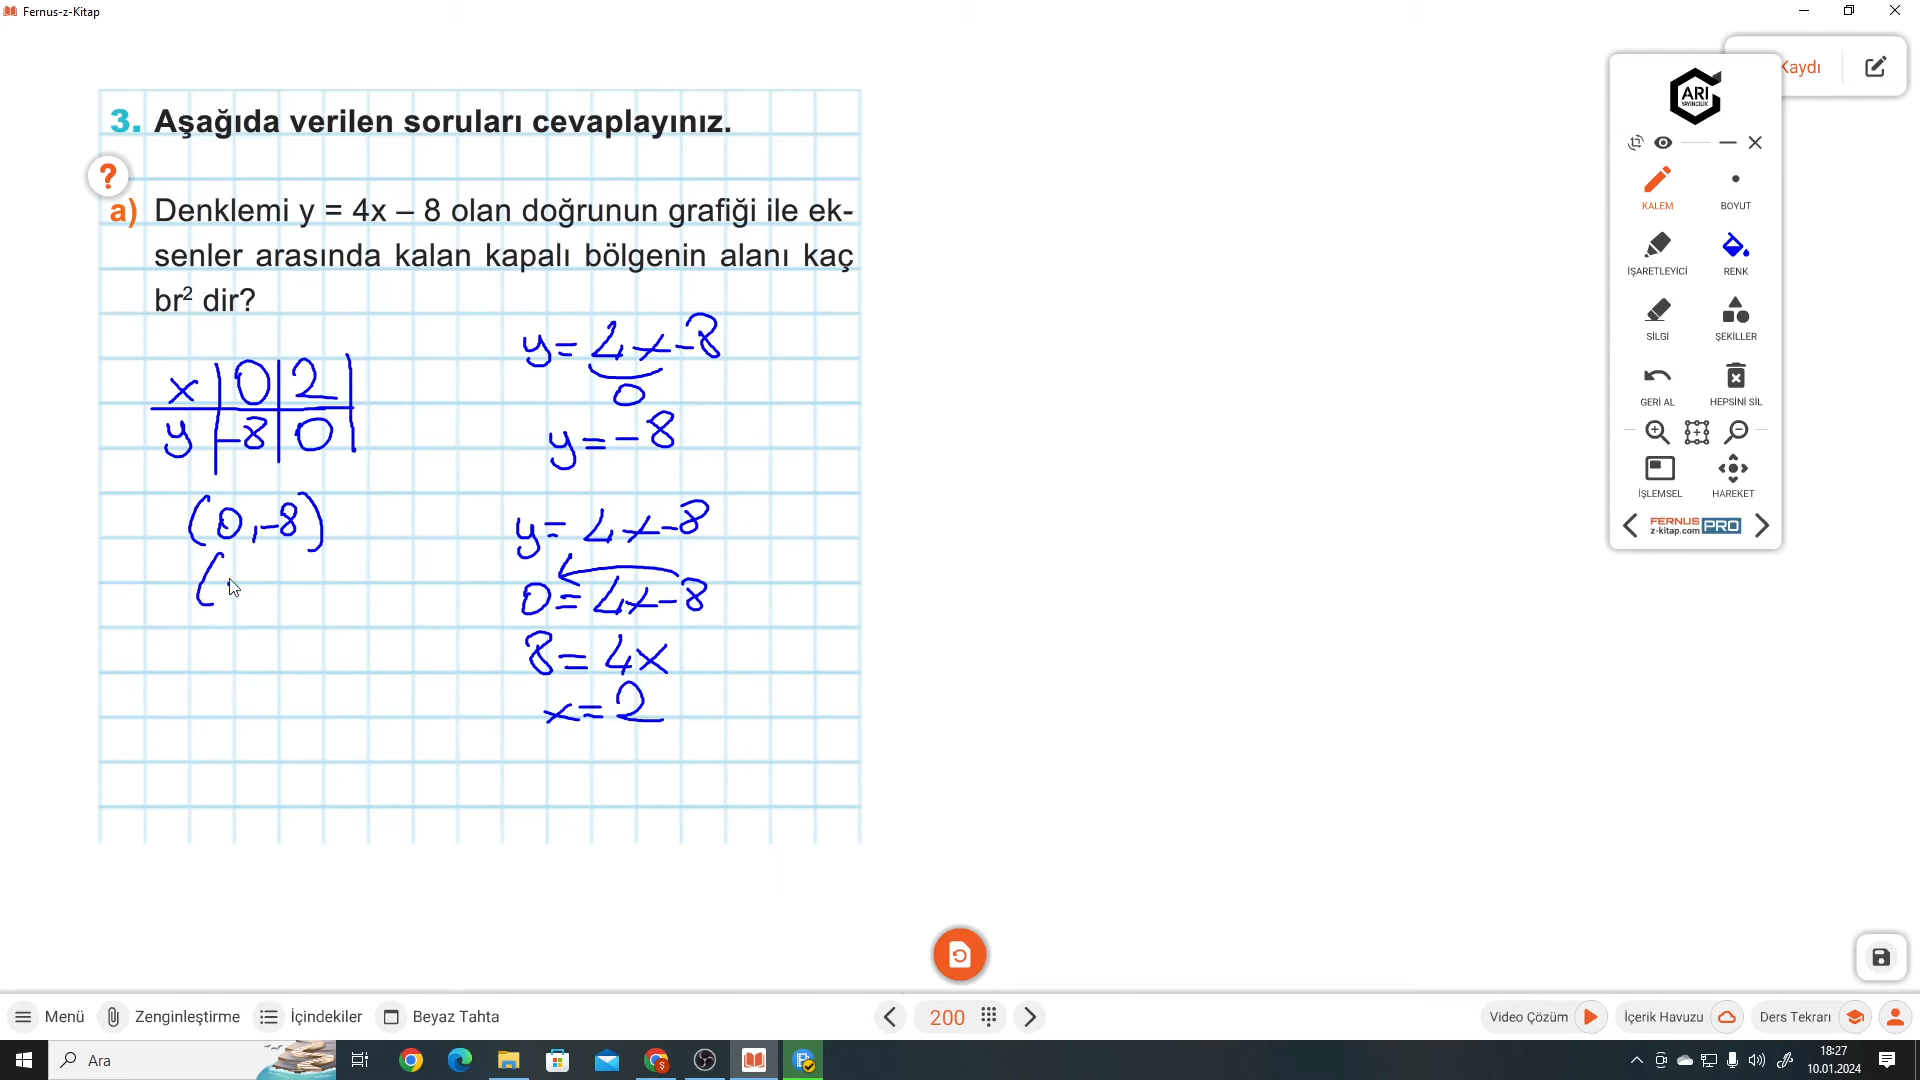 Fernus-z-Kitap
Kaydı
ARI
YAYINCILIK
3. Aşağıda verilen soruları cevaplayınız.
?
a) Denklemi y = 4x – 8 olan doğrunun grafiği ile ek-
senler arasında kalan kapalı bölgenin alanı kaç
br² dir?
x | 0 | 2 |
y | -8 | 0 |
(0,-8)
(
y = 4x-8
0
y = -8
y = 4x-8
0 = 4x-8
8 = 4x
x = 2
KALEM
BOYUT
İŞARETLEYİCİ
RENK
SİLGİ
ŞEKİLLER
GERİ AL
HEPSİNİ SİL
İŞLEMSEL
HAREKET
FERNUS
z-kitap.com PRO
Menü
Zenginleştirme
İçindekiler
Beyaz Tahta
200
Video Çözüm
İçerik Havuzu
Ders Tekrarı
Ara
18:27
10.01.2024